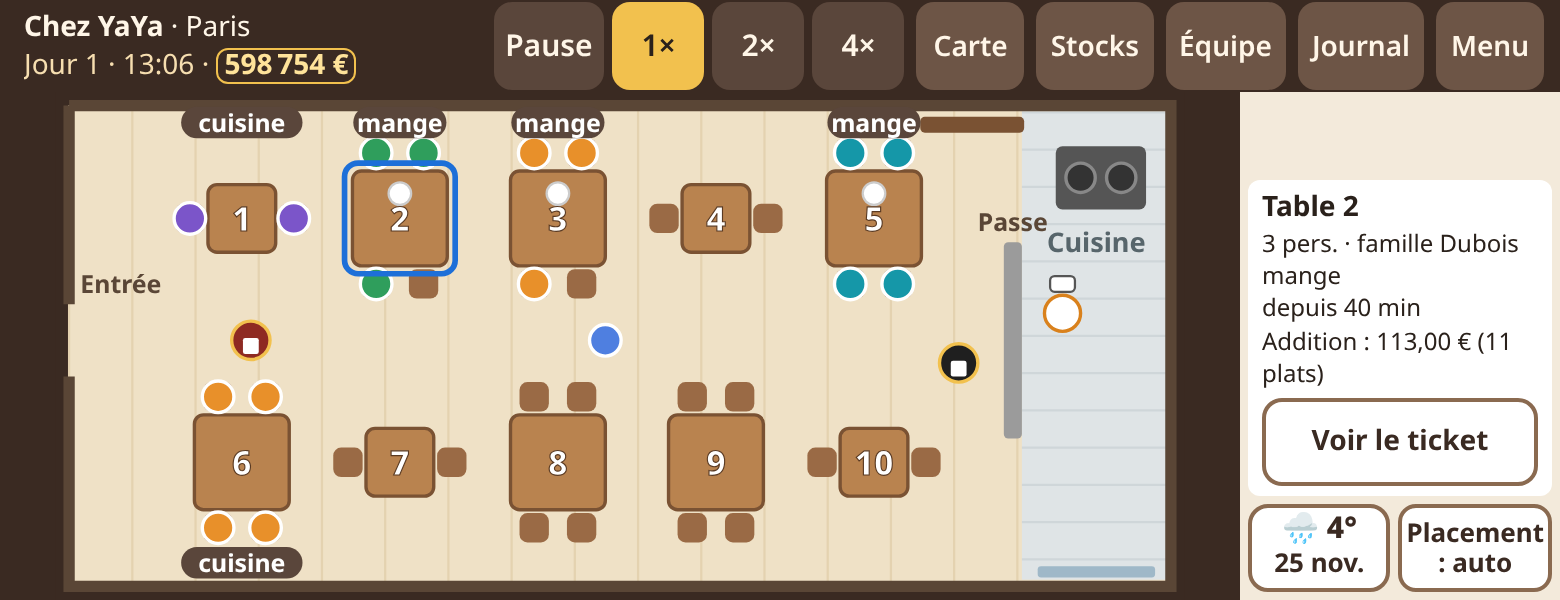 Chez YaYa · Paris
Jour 1 · 13:06 · 598 754 €
Pause
1×
2×
4×
Carte
Stocks
Équipe
Journal
Menu
cuisine
mange
mange
mange
1
2
3
4
5
Passe
Cuisine
Entrée
6
7
8
9
10
cuisine
Table 2
3 pers. · famille Dubois
mange
depuis 40 min
Addition : 113,00 € (11
plats)
Voir le ticket
4°
25 nov.
Placement
: auto